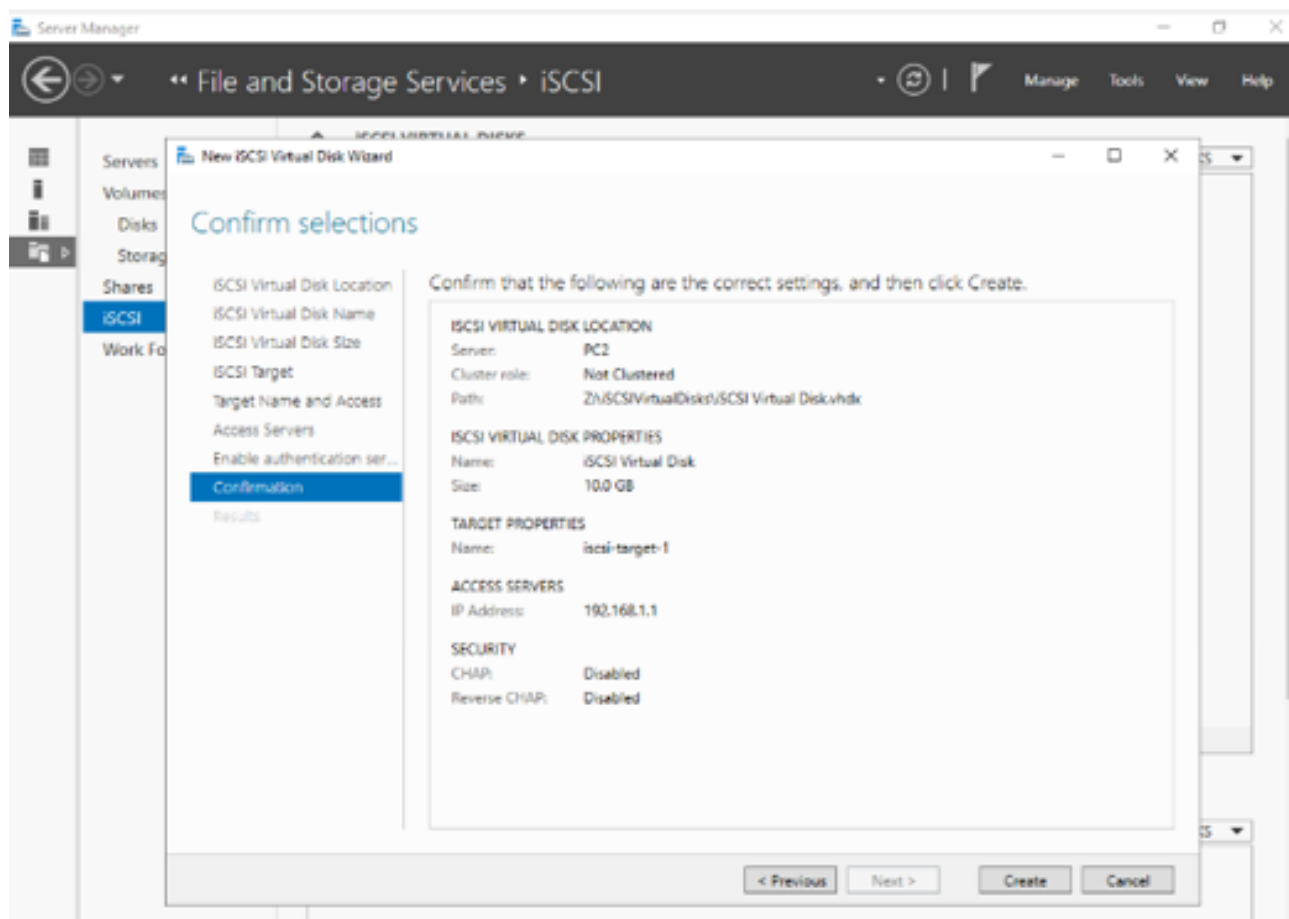 Server Manager
File and Storage Services iSCSI
Manage Tools View Help
Servers
Volumes
Disks
Storag
Shares
iSCSI
Work Fo
ISCSI VIRTUAL DISKS
New iSCSI Virtual Disk Wizard
Confirm selections
iSCSI Virtual Disk Location
iSCSI Virtual Disk Name
iSCSI Virtual Disk Size
iSCSI Target
Target Name and Access
Access Servers
Enable authentication ser...
Confirmation
Results
Confirm that the following are the correct settings, and then click Create.
ISCSI VIRTUAL DISK LOCATION
Server: PC2
Cluster role: Not Clustered
Path: Z:\iSCSIVirtualDisks\iSCSI Virtual Disk.vhdx
ISCSI VIRTUAL DISK PROPERTIES
Name: iSCSI Virtual Disk
Size: 10.0 GB
TARGET PROPERTIES
Name: iscsi-target-1
ACCESS SERVERS
IP Address: 192.168.1.1
SECURITY
CHAP: Disabled
Reverse CHAP: Disabled
< Previous Next > Create Cancel